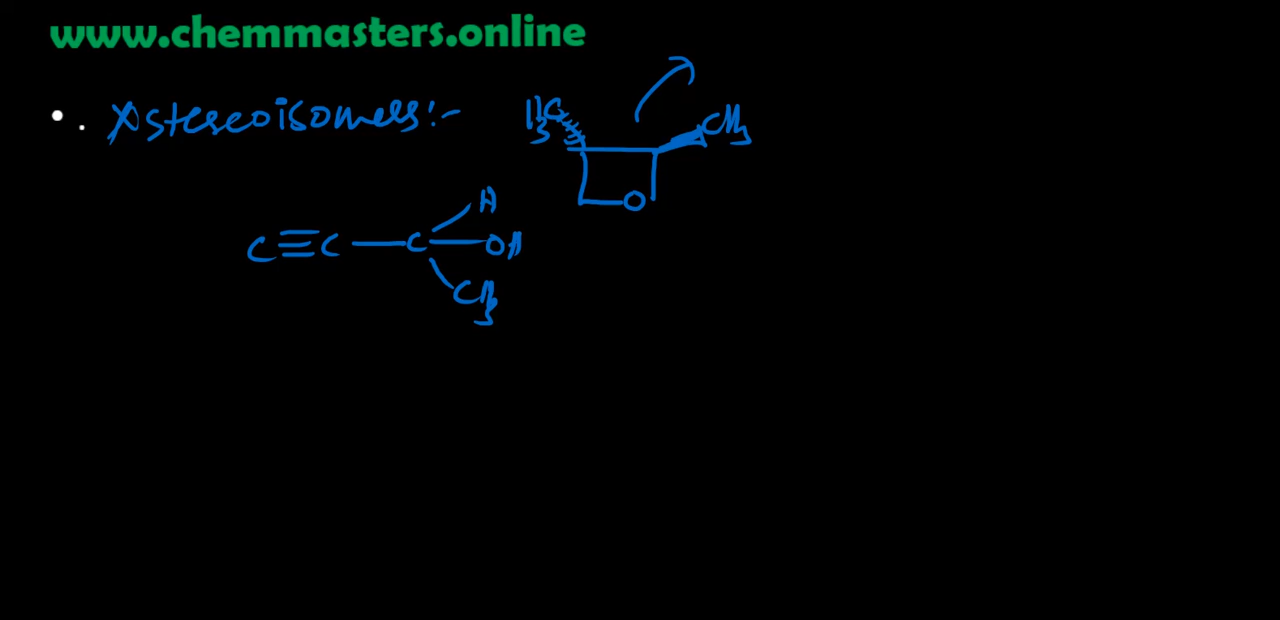 www.chemmasters.online
• . stereoisomers:-
H3C
CH3
O
H
C≡C—C—OH
CH3